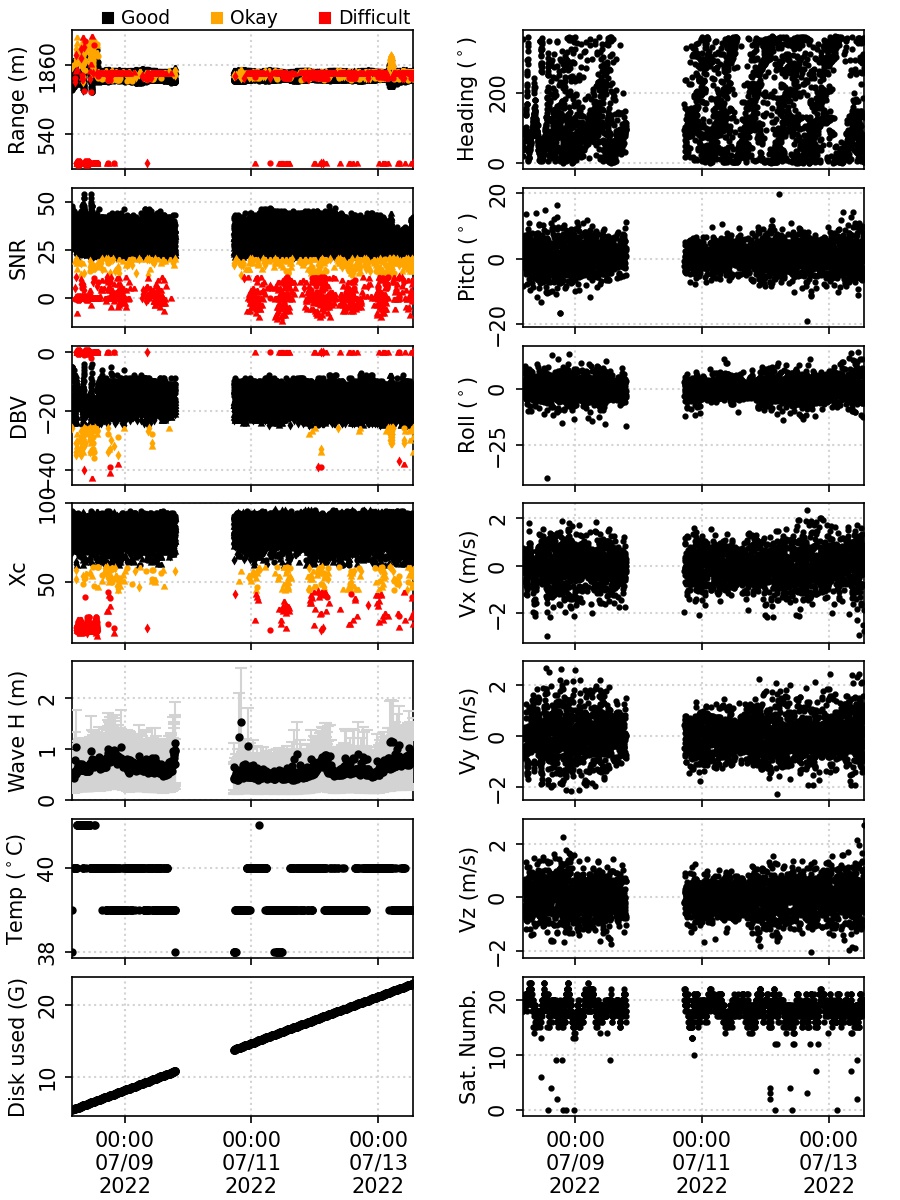 Good Okay Difficult
Range (m)
1860
540
Heading (°)
200
0
SNR
50
25
0
Pitch (°)
20
0
−20
DBV
0
−20
−40
Roll (°)
0
−25
Xc
100
50
Vx (m/s)
2
0
−2
Wave H (m)
2
1
0
Vy (m/s)
2
0
−2
Temp (°C)
40
38
Vz (m/s)
2
0
−2
Disk used (G)
20
10
Sat. Numb.
20
10
0
00:00 00:00 00:00
07/09 07/11 07/13
2022 2022 2022
00:00 00:00 00:00
07/09 07/11 07/13
2022 2022 2022